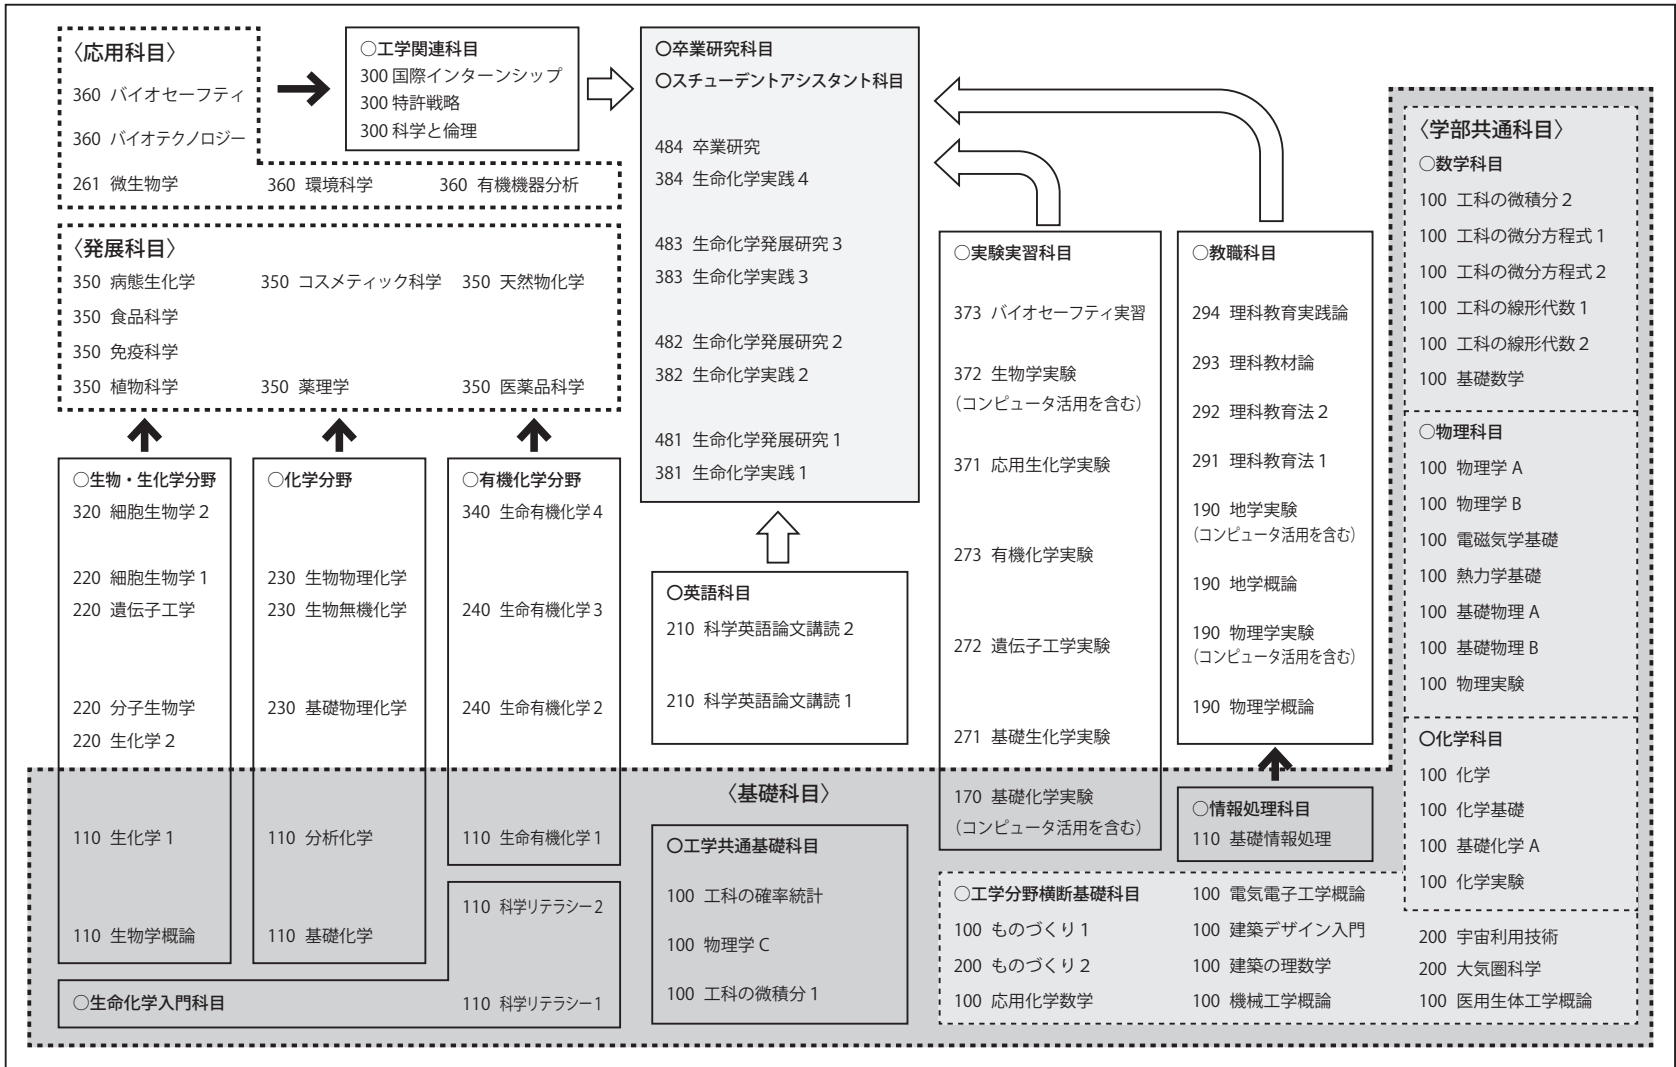 〈応用科目〉
360 バイオセーフティ
360 バイオテクノロジー
261 微生物学
360 環境科学
360 有機機器分析
○工学関連科目
300 国際インターンシップ
300 特許戦略
300 科学と倫理
〈発展科目〉
350 病態生化学
350 コスメティック科学
350 天然物化学
350 食品科学
350 免疫科学
350 植物科学
350 薬理学
350 医薬品科学
○生物・生化学分野
320 細胞生物学 2
220 細胞生物学 1
220 遺伝子工学
220 分子生物学
220 生化学 2
110 生化学 1
110 生物学概論
○化学分野
230 生物物理化学
230 生物無機化学
230 基礎物理化学
110 分析化学
110 基礎化学
○有機化学分野
340 生命有機化学 4
240 生命有機化学 3
240 生命有機化学 2
110 生命有機化学 1
110 科学リテラシー 2
○生命化学入門科目
110 科学リテラシー 1
○卒業研究科目
○スチューデントアシスタント科目
484 卒業研究
384 生命化学実践 4
483 生命化学発展研究 3
383 生命化学実践 3
482 生命化学発展研究 2
382 生命化学実践 2
481 生命化学発展研究 1
381 生命化学実践 1
○英語科目
210 科学英語論文講読 2
210 科学英語論文講読 1
〈基礎科目〉
○工学共通基礎科目
100 工科の確率統計
100 物理学 C
100 工科の微積分 1
○実験実習科目
373 バイオセーフティ実習
372 生物学実験
(コンピュータ活用を含む)
371 応用生化学実験
273 有機化学実験
272 遺伝子工学実験
271 基礎生化学実験
170 基礎化学実験
(コンピュータ活用を含む)
○教職科目
294 理科教育実践論
293 理科教材論
292 理科教育法 2
291 理科教育法 1
190 地学実験
(コンピュータ活用を含む)
190 地学概論
190 物理学実験
(コンピュータ活用を含む)
190 物理学概論
○情報処理科目
110 基礎情報処理
〈学部共通科目〉
○数学科目
100 工科の微積分 2
100 工科の微分方程式 1
100 工科の微分方程式 2
100 工科の線形代数 1
100 工科の線形代数 2
100 基礎数学
○物理科目
100 物理学 A
100 物理学 B
100 電磁気学基礎
100 熱力学基礎
100 基礎物理 A
100 基礎物理 B
100 物理実験
○化学科目
100 化学
100 化学基礎
100 基礎化学 A
100 化学実験
○工学分野横断基礎科目
100 ものづくり 1
200 ものづくり 2
100 応用化学数学
100 電気電子工学概論
100 建築デザイン入門
100 建築の理数学
100 機械工学概論
200 宇宙利用技術
200 大気圏科学
100 医用生体工学概論